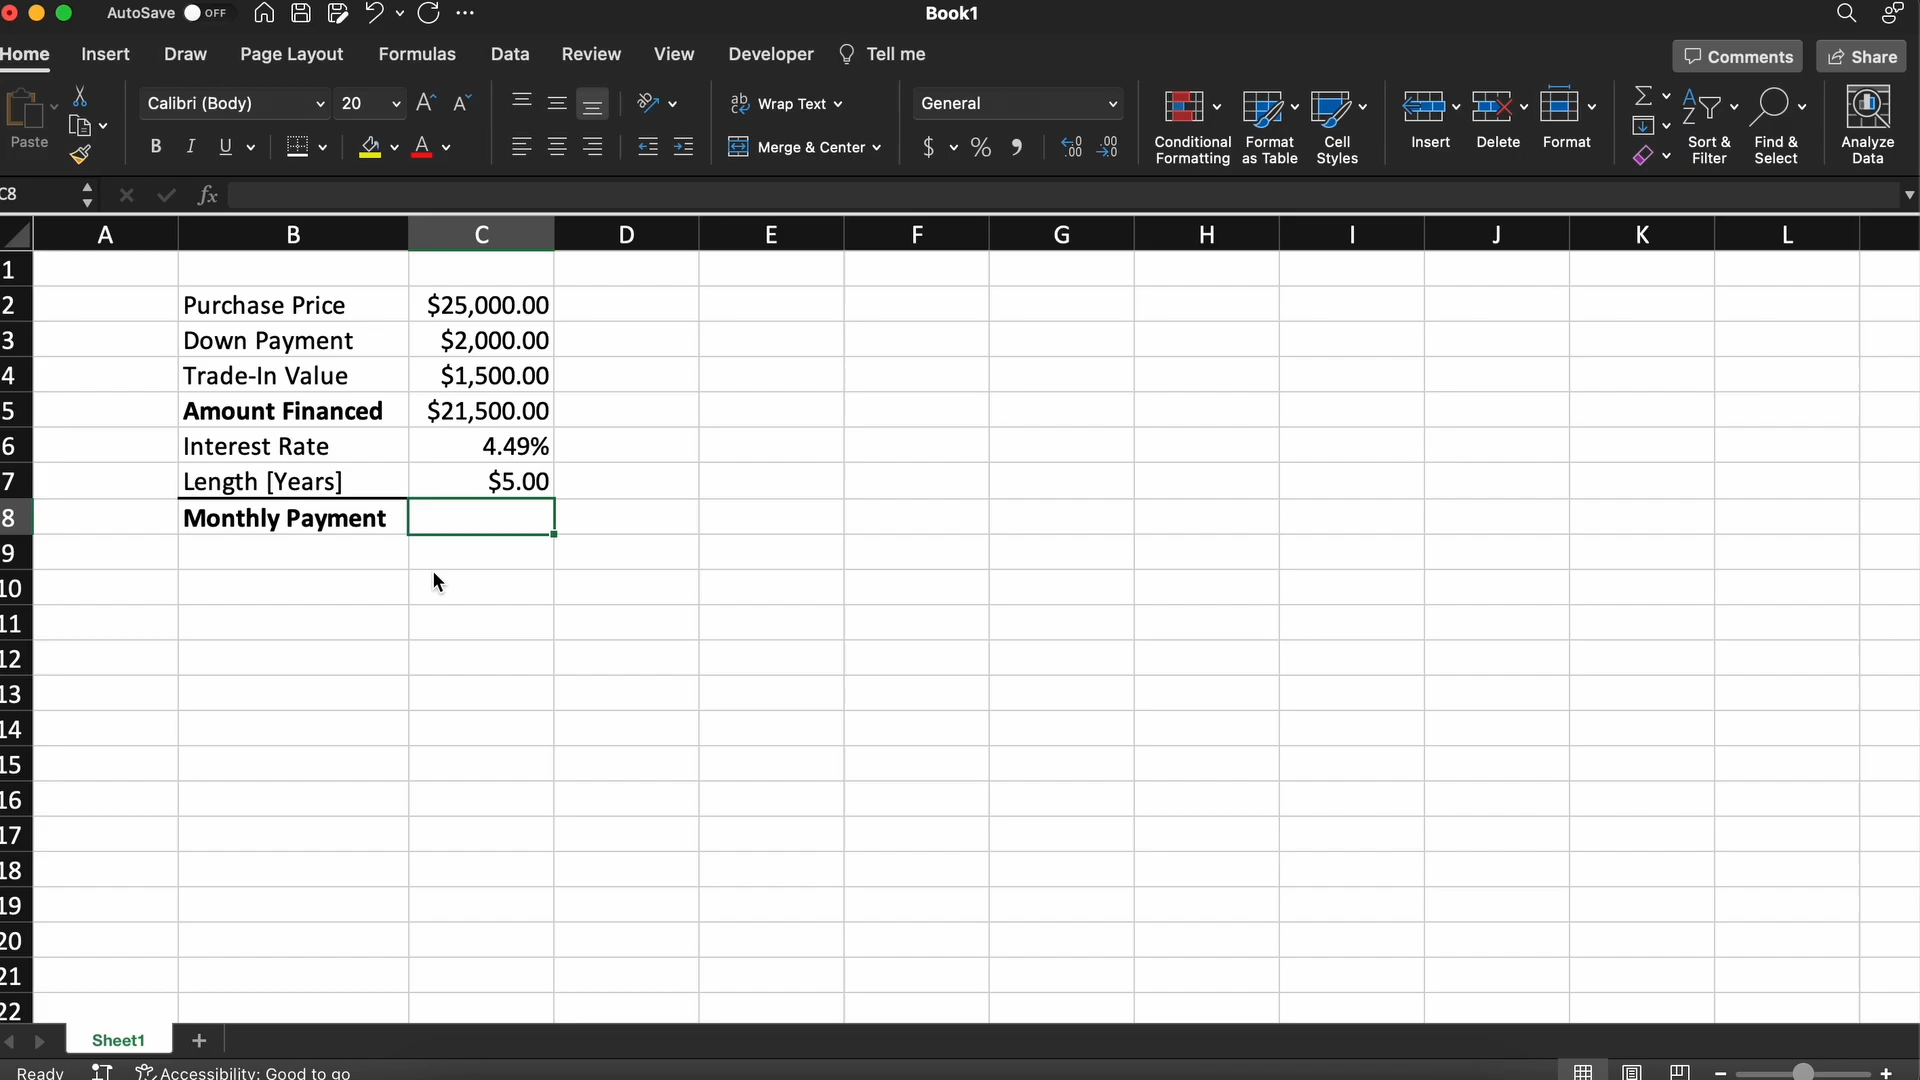 AutoSave OFF
Book1
Home Insert Draw Page Layout Formulas Data Review View Developer Tell me
Comments Share
Paste
Calibri (Body) 20
Wrap Text
Merge & Center
General
Conditional Formatting
Format as Table
Cell Styles
Insert Delete Format
Sort & Filter
Find & Select
Analyze Data
C8 fx
A B C D E F G H I J K L
1
2 Purchase Price $25,000.00
3 Down Payment $2,000.00
4 Trade-In Value $1,500.00
5 Amount Financed $21,500.00
6 Interest Rate 4.49%
7 Length [Years] $5.00
8 Monthly Payment
9
10
11
12
13
14
15
16
17
18
19
20
21
22
Sheet1
Ready Accessibility: Good to go